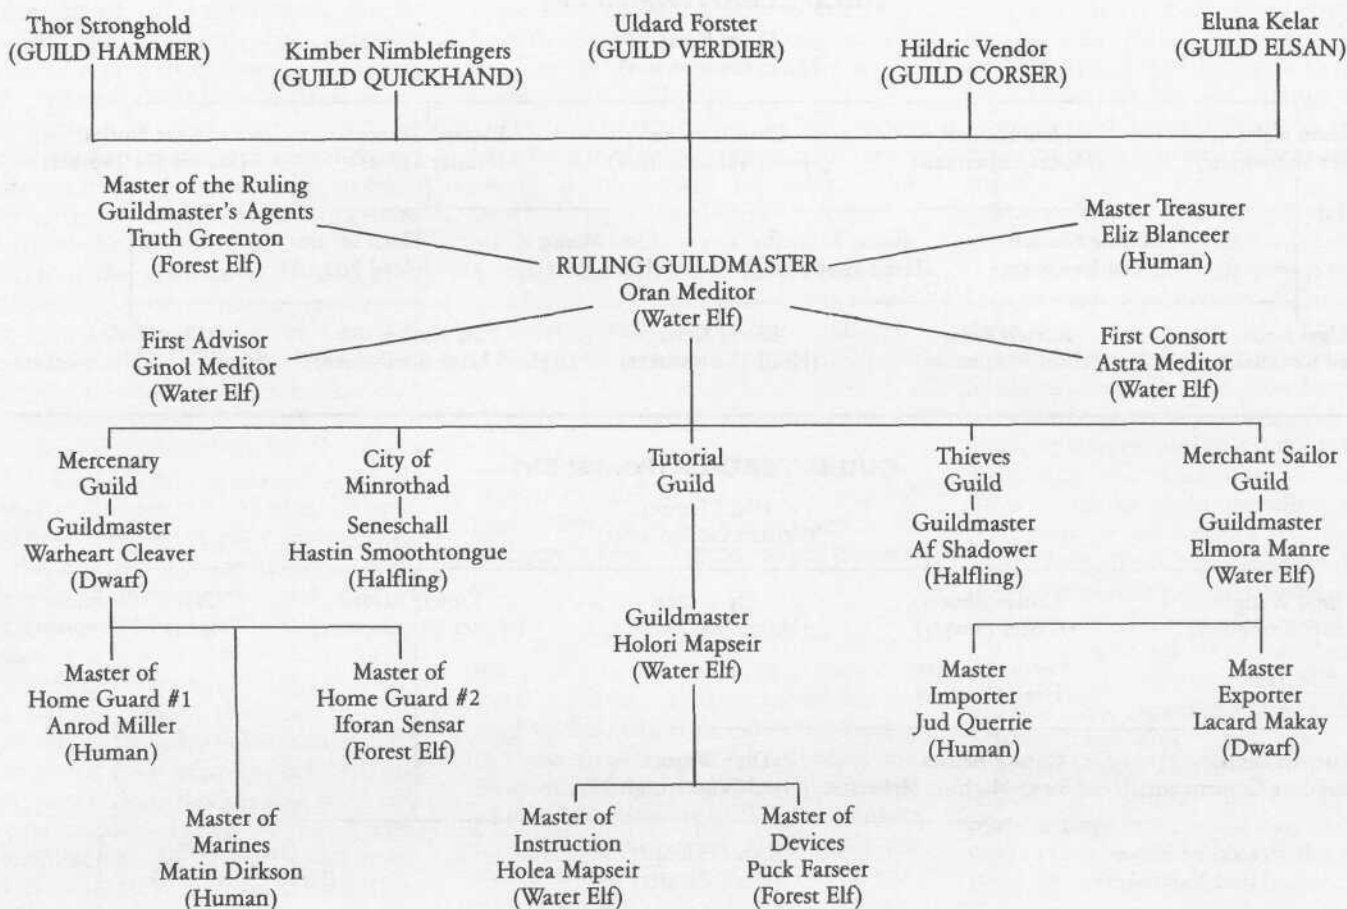 Thor Stronghold
(GUILD HAMMER)
Kimber Nimblefingers
(GUILD QUICKHAND)
Uldard Forster
(GUILD VERDIER)
Hildric Vendor
(GUILD CORSER)
Eluna Kelar
(GUILD ELSAN)
Master of the Ruling
Guildmaster's Agents
Truth Greenton
(Forest Elf)
Master Treasurer
Eliz Blanceer
(Human)
RULING GUILDMASTER
Oran Meditor
(Water Elf)
First Advisor
Ginol Meditor
(Water Elf)
First Consort
Astra Meditor
(Water Elf)
Mercenary
Guild
Guildmaster
Warheart Cleaver
(Dwarf)
City of
Minrothad
Seneschall
Hastin Smoothtongue
(Halfling)
Tutorial
Guild
Guildmaster
Holori Mapseir
(Water Elf)
Thieves
Guild
Guildmaster
Af Shadower
(Halfling)
Merchant Sailor
Guild
Guildmaster
Elmora Manre
(Water Elf)
Master of
Home Guard #1
Anrod Miller
(Human)
Master of
Home Guard #2
Iforan Sensar
(Forest Elf)
Master
Importer
Jud Querrie
(Human)
Master
Exporter
Lacard Makay
(Dwarf)
Master of
Marines
Matin Dirkson
(Human)
Master of
Instruction
Holea Mapseir
(Water Elf)
Master of
Devices
Puck Farseer
(Forest Elf)